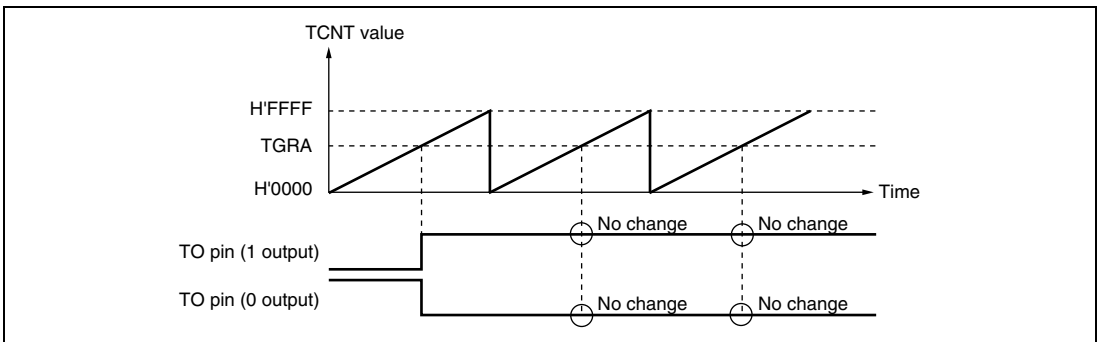 TCNT value
H'FFFF
TGRA
H'0000
Time
No change
No change
TO pin (1 output)
TO pin (0 output)
No change
No change